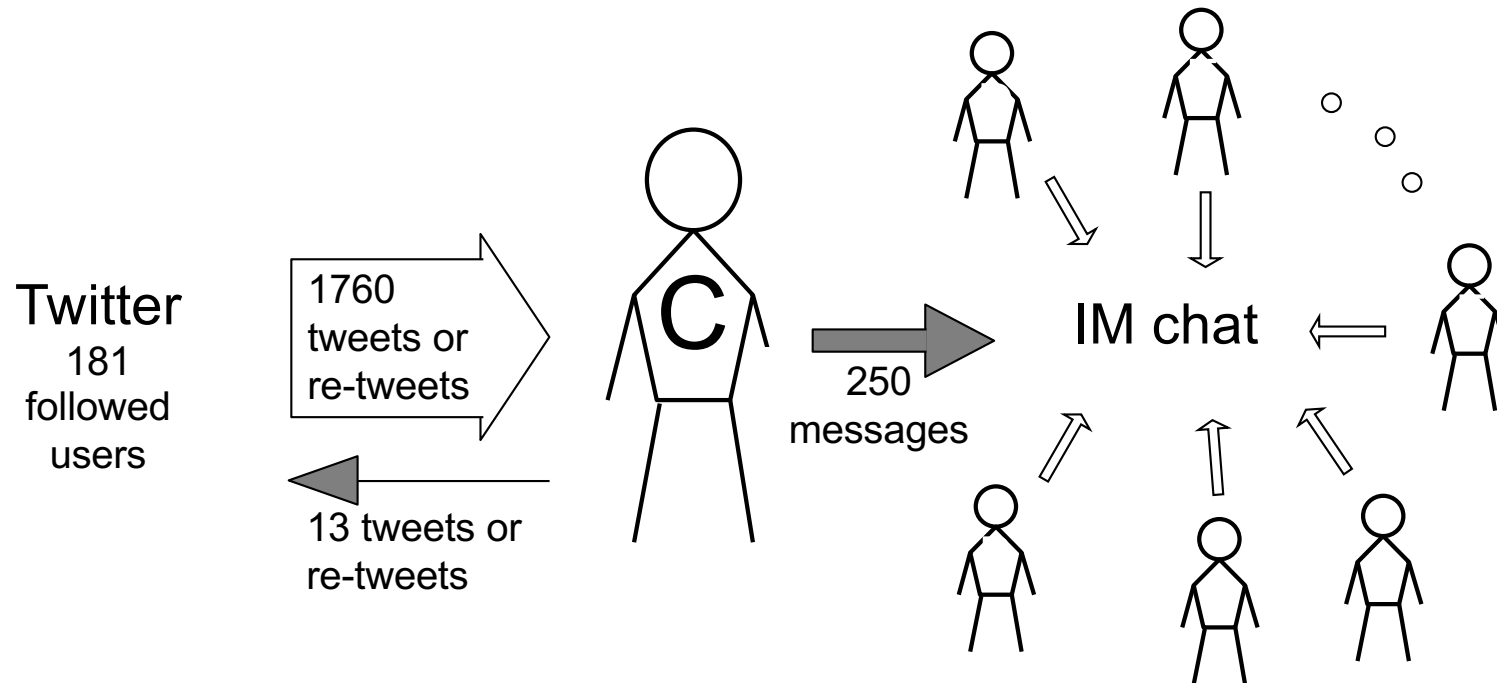 Twitter
181
followed
users
1760
tweets or
re-tweets
13 tweets or
re-tweets
C
250
messages
IM chat